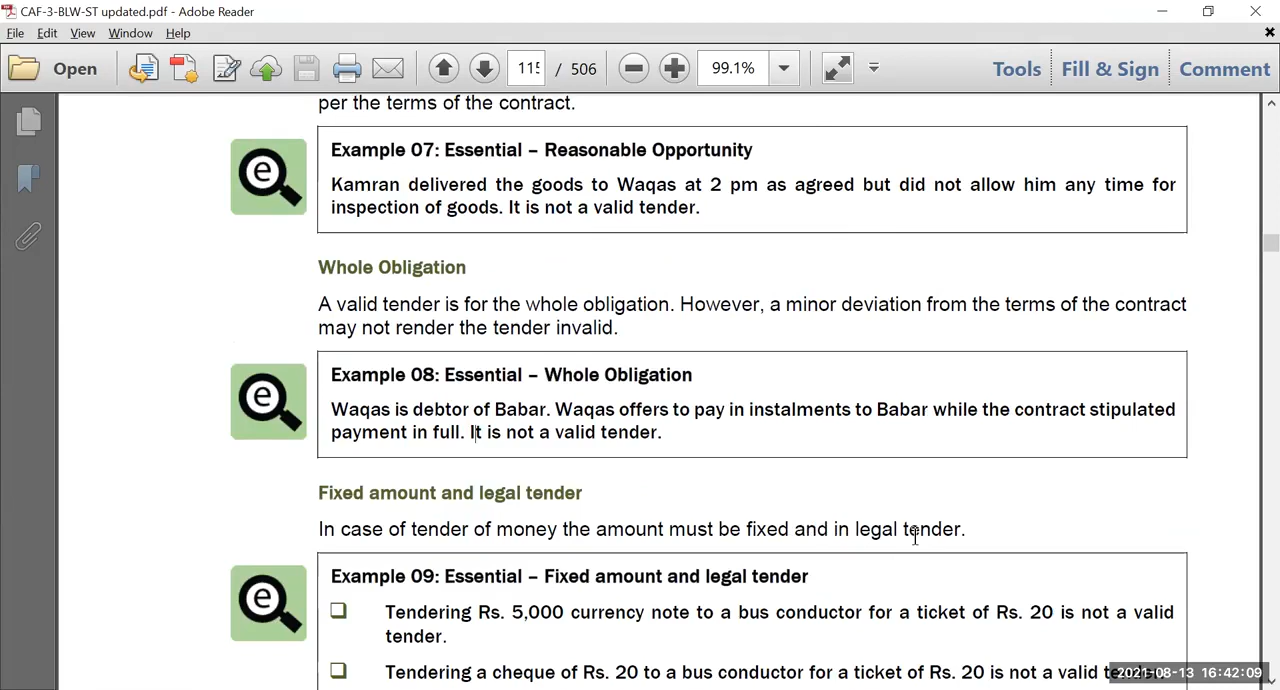 CAF-3-BLW-ST updated.pdf - Adobe Reader
File Edit View Window Help
Open
115 / 506
99.1%
Tools Fill & Sign Comment
per the terms of the contract.
Example 07: Essential – Reasonable Opportunity
Kamran delivered the goods to Waqas at 2 pm as agreed but did not allow him any time for
inspection of goods. It is not a valid tender.
Whole Obligation
A valid tender is for the whole obligation. However, a minor deviation from the terms of the contract
may not render the tender invalid.
Example 08: Essential – Whole Obligation
Waqas is debtor of Babar. Waqas offers to pay in instalments to Babar while the contract stipulated
payment in full. It is not a valid tender.
Fixed amount and legal tender
In case of tender of money the amount must be fixed and in legal tender.
Example 09: Essential – Fixed amount and legal tender
Tendering Rs. 5,000 currency note to a bus conductor for a ticket of Rs. 20 is not a valid
tender.
Tendering a cheque of Rs. 20 to a bus conductor for a ticket of Rs. 20 is not a valid tender.
2021-08-13 16:42:09